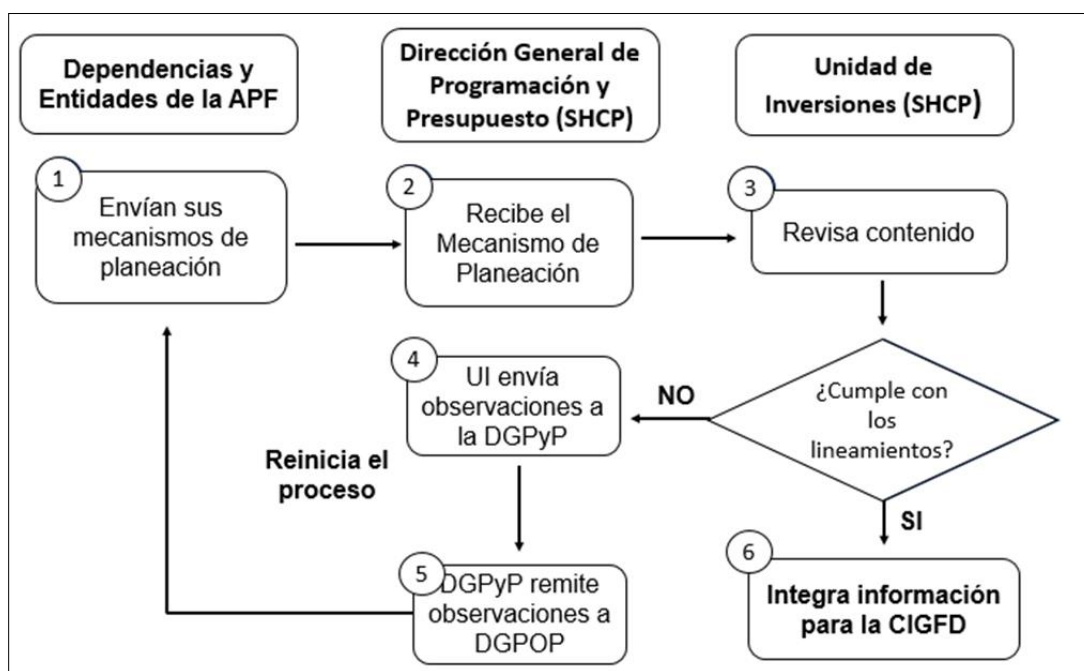 Dependencias y
Entidades de la APF
Dirección General de
Programación y
Presupuesto (SHCP)
Unidad de
Inversiones (SHCP)
1
Envían sus
mecanismos de
planeación
2
Recibe el
Mecanismo de
Planeación
3
Revisa contenido
4
UI envía
observaciones a
la DGPyP
NO
¿Cumple con
los
lineamientos?
Reinicia el
proceso
SI
5
DGPyP remite
observaciones a
DGPOP
6
Integra información
para la CIGFD